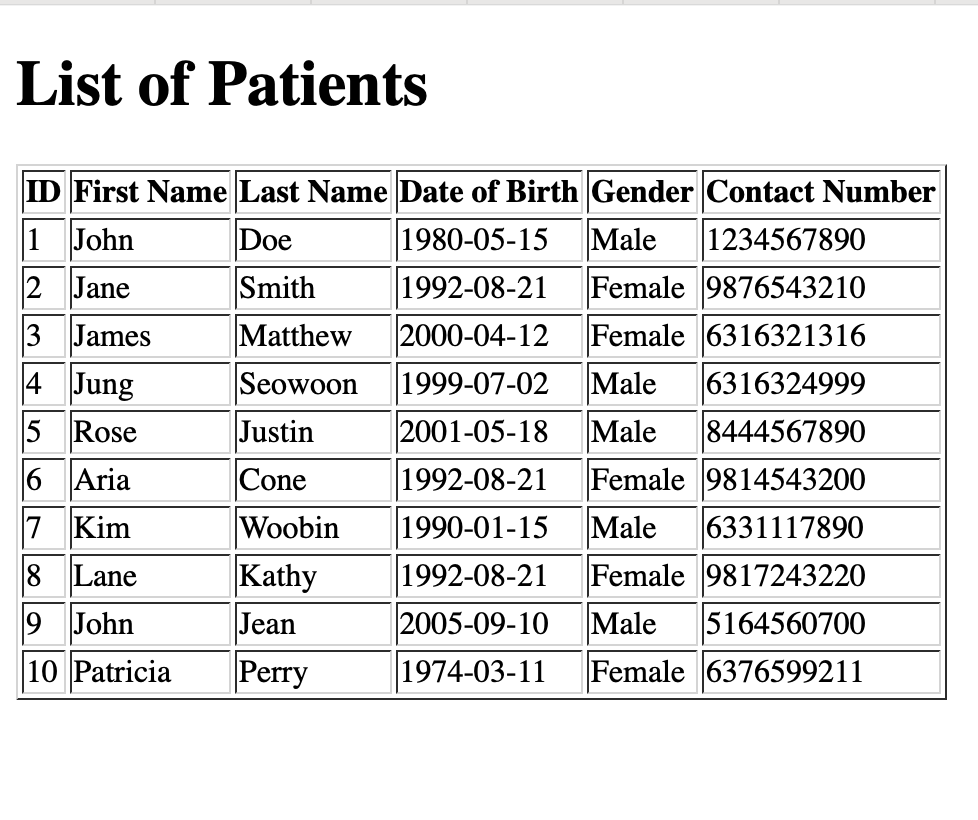 List of Patients
ID First Name Last Name Date of Birth Gender Contact Number
1 John Doe 1980-05-15 Male 1234567890
2 Jane Smith 1992-08-21 Female 9876543210
3 James Matthew 2000-04-12 Female 6316321316
4 Jung Seowoon 1999-07-02 Male 6316324999
5 Rose Justin 2001-05-18 Male 8444567890
6 Aria Cone 1992-08-21 Female 9814543200
7 Kim Woobin 1990-01-15 Male 6331117890
8 Lane Kathy 1992-08-21 Female 9817243220
9 John Jean 2005-09-10 Male 5164560700
10 Patricia Perry 1974-03-11 Female 6376599211